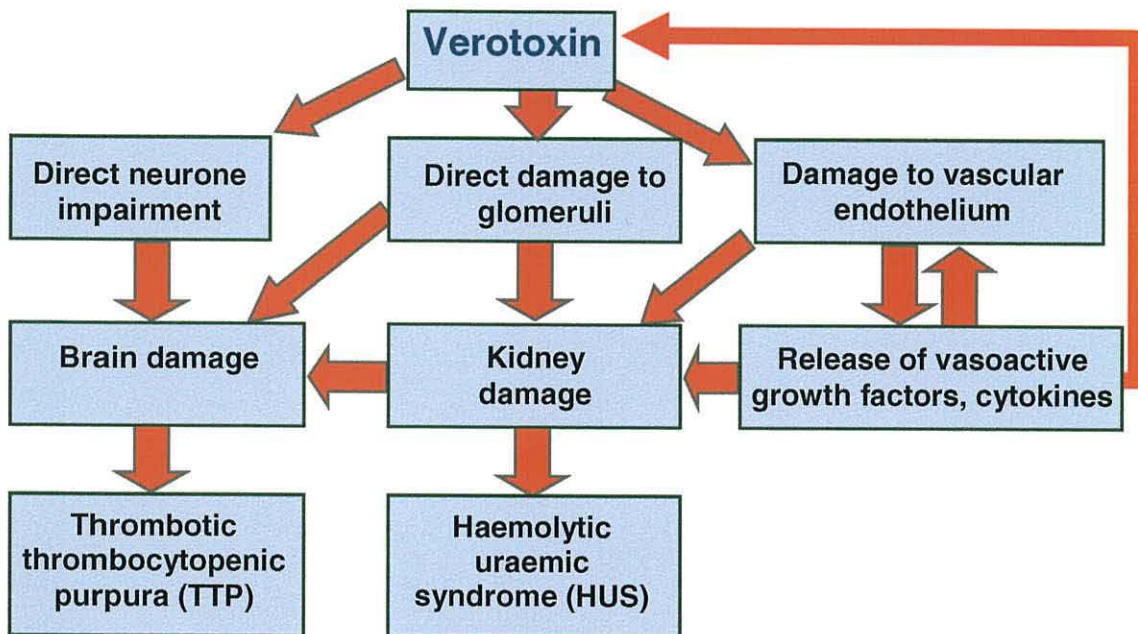 Verotoxin
Direct neurone
impairment
Direct damage to
glomeruli
Damage to vascular
endothelium
Brain damage
Kidney
damage
Release of vasoactive
growth factors, cytokines
Thrombotic
thrombocytopenic
purpura (TTP)
Haemolytic
uraemic
syndrome (HUS)